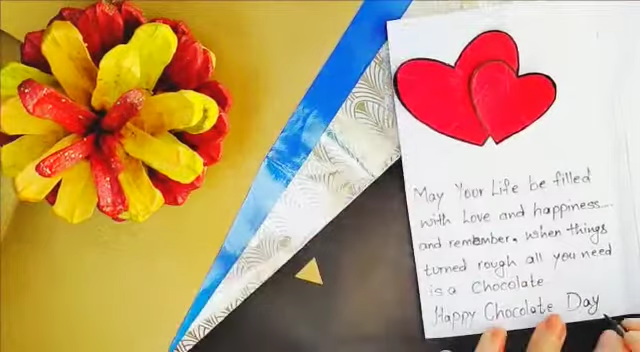 May Your Life be filled
with Love and happiness...
and remember. when things
turned rough all you need
is a Chocolate
Happy Chocolate Day